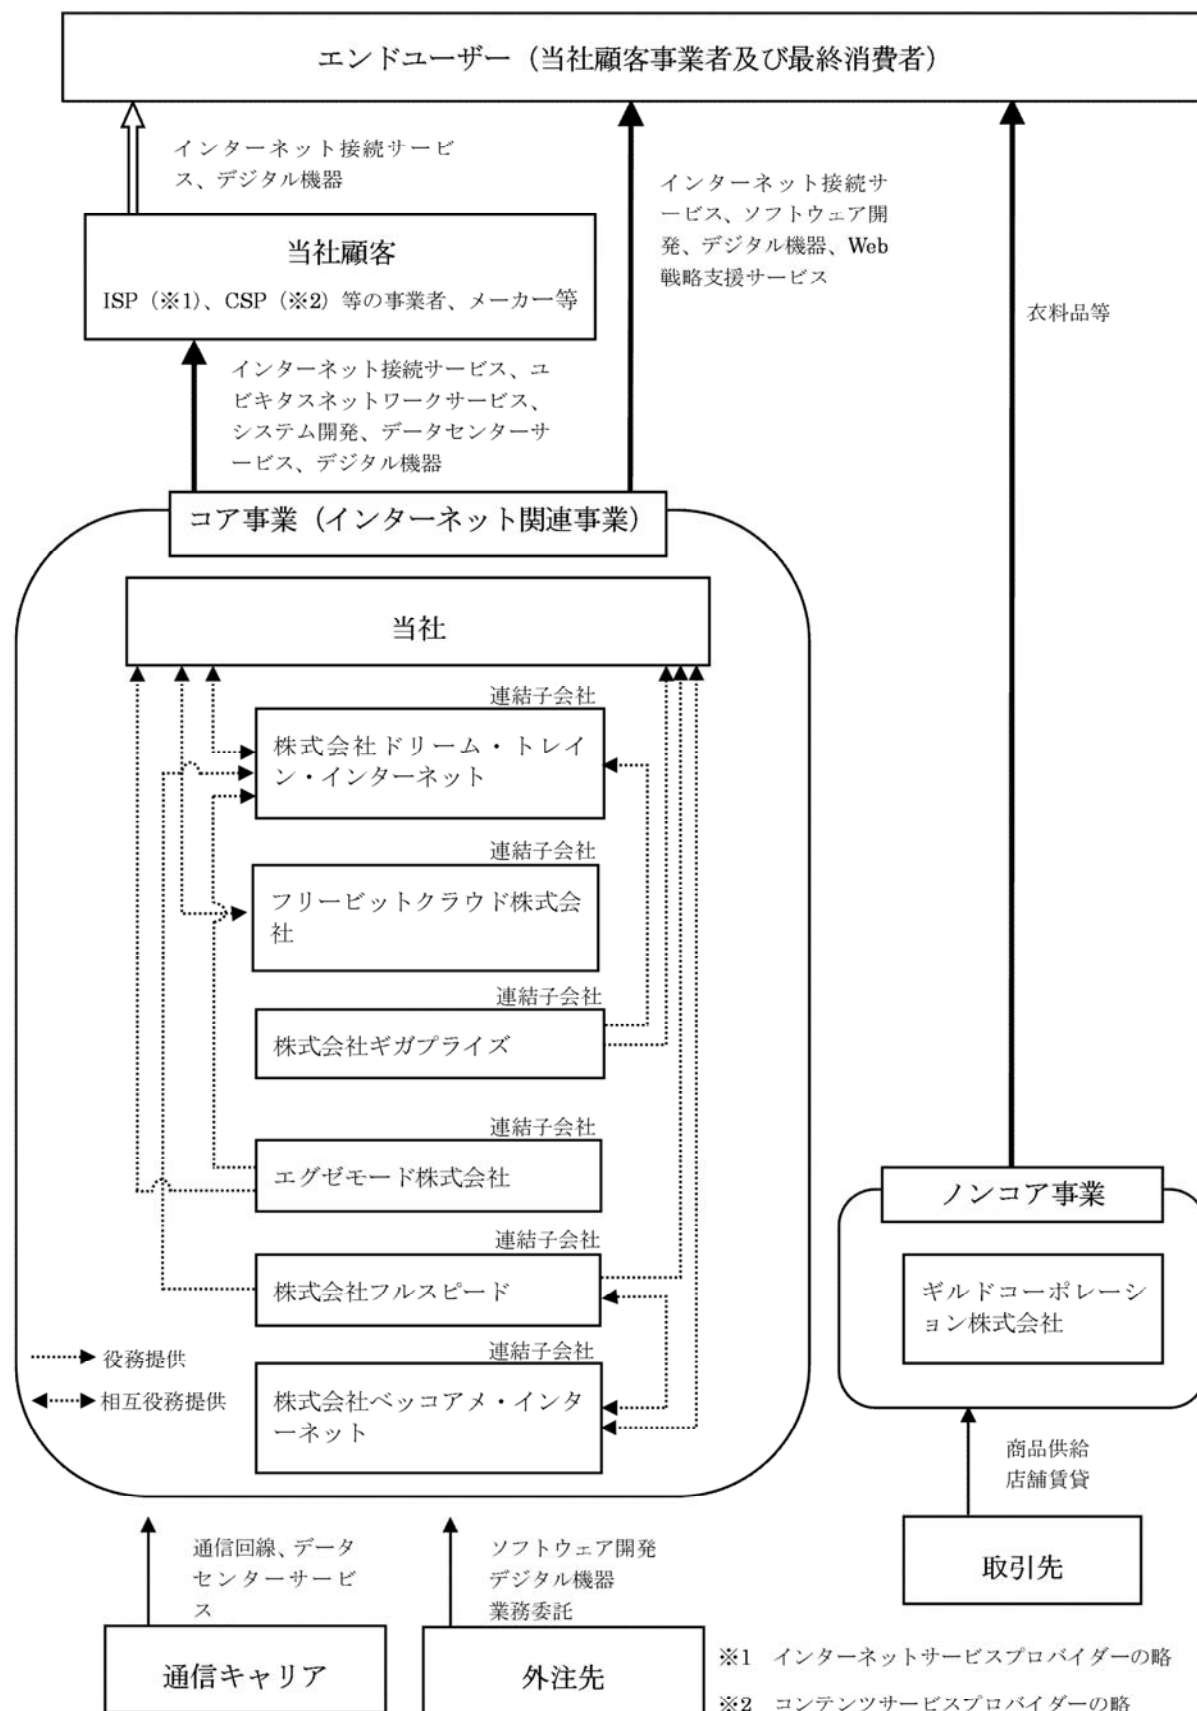 エンドユーザー（当社顧客事業者及び最終消費者）
インターネット接続サービ
ス、デジタル機器
インターネット接続サ
ービス、ソフトウェア開
発、デジタル機器、Web
戦略支援サービス
当社顧客
ISP（※1）、CSP（※2）等の事業者、メーカー等
衣料品等
インターネット接続サービス、ユ
ビキタスネットワークサービス、
システム開発、データセンターサ
ービス、デジタル機器
コア事業（インターネット関連事業）
当社
連結子会社
株式会社ドリーム・トレイ
ン・インターネット
連結子会社
フリービットクラウド株式会
社
連結子会社
株式会社ギガプライズ
連結子会社
エグゼモード株式会社
連結子会社
株式会社フルスピード
連結子会社
株式会社ベッコアメ・インタ
ーネット
役務提供
相互役務提供
ノンコア事業
ギルドコーポレーシ
ョン株式会社
商品供給
店舗賃貸
取引先
通信回線、データ
センターサービ
ス
ソフトウェア開発
デジタル機器
業務委託
通信キャリア
外注先
※1　インターネットサービスプロバイダーの略
※2　コンテンツサービスプロバイダーの略